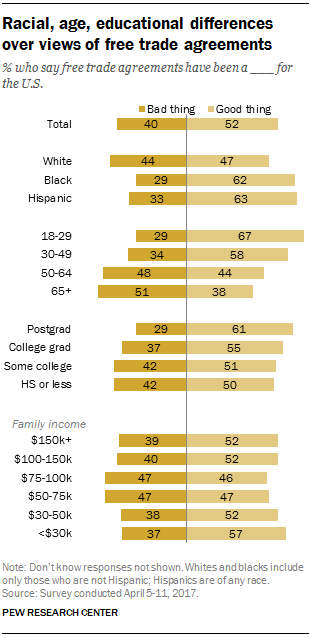 Racial, age, educational differences
over views of free trade agreements
% who say free trade agreements have been a ____ for
the U.S.
Bad thing Good thing
Total 40 52
White 44 47
Black 29 62
Hispanic 33 63
18-29 29 67
30-49 34 58
50-64 48 44
65+ 51 38
Postgrad 29 61
College grad 37 55
Some college 42 51
HS or less 42 50
Family income
$150k+ 39 52
$100-150k 40 52
$75-100k 47 46
$50-75k 47 47
$30-50k 38 52
<$30k 37 57
Note: Don't know responses not shown. Whites and blacks include
only those who are not Hispanic; Hispanics are of any race.
Source: Survey conducted April 5-11, 2017.
PEW RESEARCH CENTER